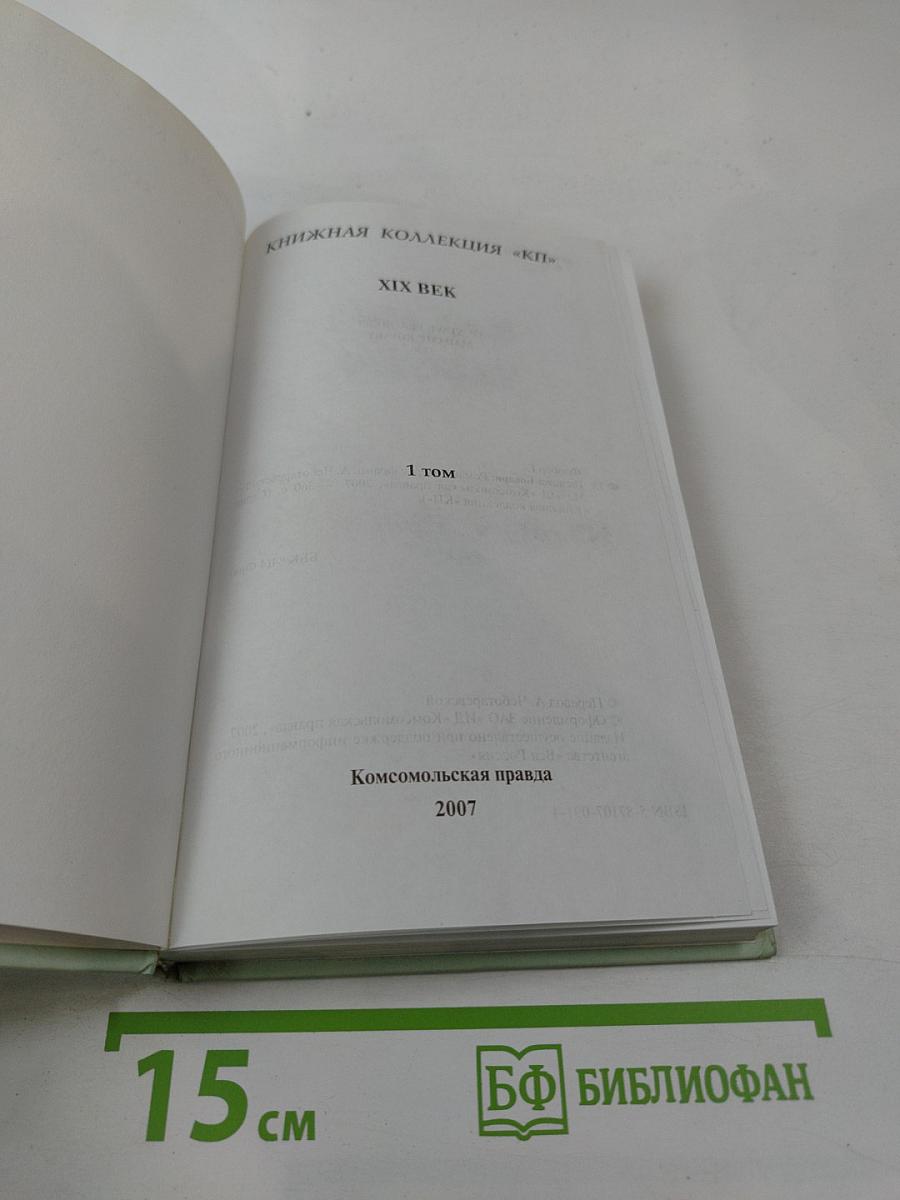 КНИЖНАЯ КОЛЛЕКЦИЯ «КП»
XIX ВЕК
1 том
Комсомольская правда
2007
15 см
БФ БИБЛИОФАН